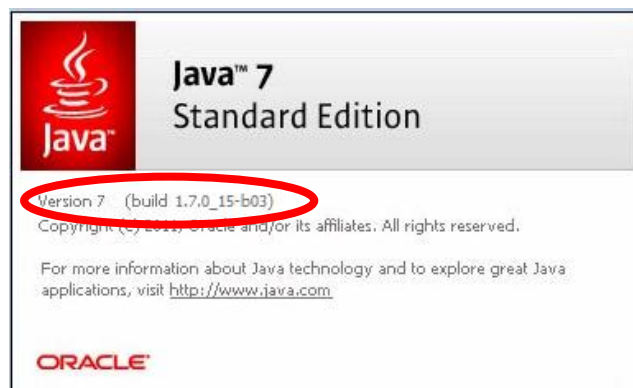 Java™
Java™ 7
Standard Edition
Version 7 (build 1.7.0_15-b03)
Copyright (c) 2011, Oracle and/or its affiliates. All rights reserved.
For more information about Java technology and to explore great Java
applications, visit http://www.java.com
ORACLE®